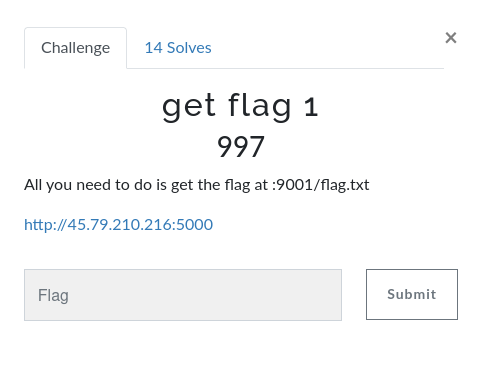 Challenge 14 Solves ×
get flag 1
997
All you need to do is get the flag at :9001/flag.txt
http://45.79.210.216:5000
Flag Submit